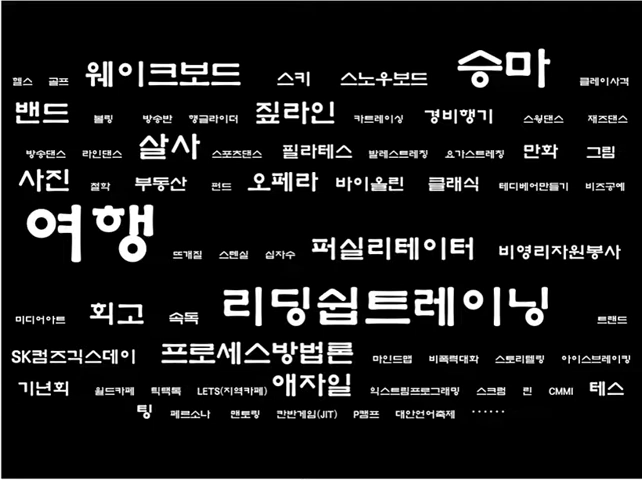 헬스 골프 웨이크보드 스키 스노우보드 승마 클레이사격
밴드 볼링 방송반 행글라이더 짚라인 카트레이싱 경비행기 스윙댄스 재즈댄스
방송댄스 라인댄스 살사 스포츠댄스 필라테스 발레스트레칭 요가스트레칭 만화 그림
사진 철학 부동산 펀드 오페라 바이올린 클래식 테디베어만들기 비즈공예
여행 뜨개질 스텐실 십자수 퍼실리테이터 비영리자원봉사
미디어아트 회고 속독 리딩쉽트레이닝 트랜드
SK컴즈긱스데이 프로세스방법론 마인드맵 비폭력대화 스토리텔링 아이스브레이킹
기년회 월드카페 틱택톡 LETS(지역카페) 애자일 익스트림프로그래밍 스크럼 린 CMMI 테스
팅 페르소나 멘토링 칸반게임(JIT) P캠프 대안언어축제 ······